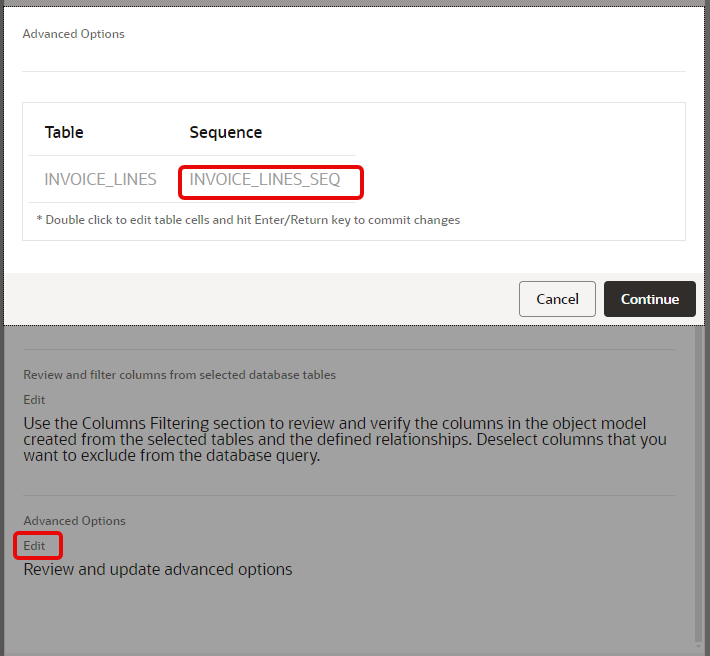 Advanced Options
Table Sequence
INVOICE_LINES INVOICE_LINES_SEQ
* Double click to edit table cells and hit Enter/Return key to commit changes
Cancel Continue
Review and filter columns from selected database tables
Edit
Use the Columns Filtering section to review and verify the columns in the object model
created from the selected tables and the defined relationships. Deselect columns that you
want to exclude from the database query.
Advanced Options
Edit
Review and update advanced options